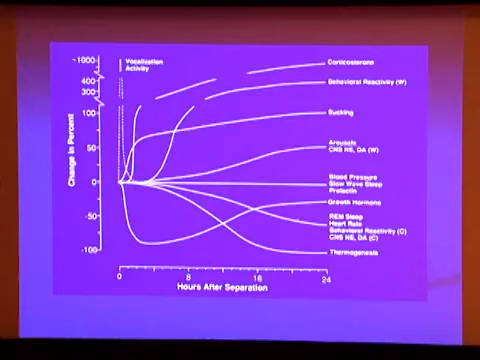 ~1000
400
300
100
50
0
-50
-100
Change in Percent
Vocalization
Activity
Corticosterone
Behavioral Reactivity (W)
Sucking
Arousals
CNS NE, DA (W)
Blood Pressure
Slow Wave Sleep
Prolactin
Growth Hormone
REM Sleep
Heart Rate
Behavioral Reactivity (C)
CNS NE, DA (C)
Thermogenesis
0
8
16
24
Hours After Separation